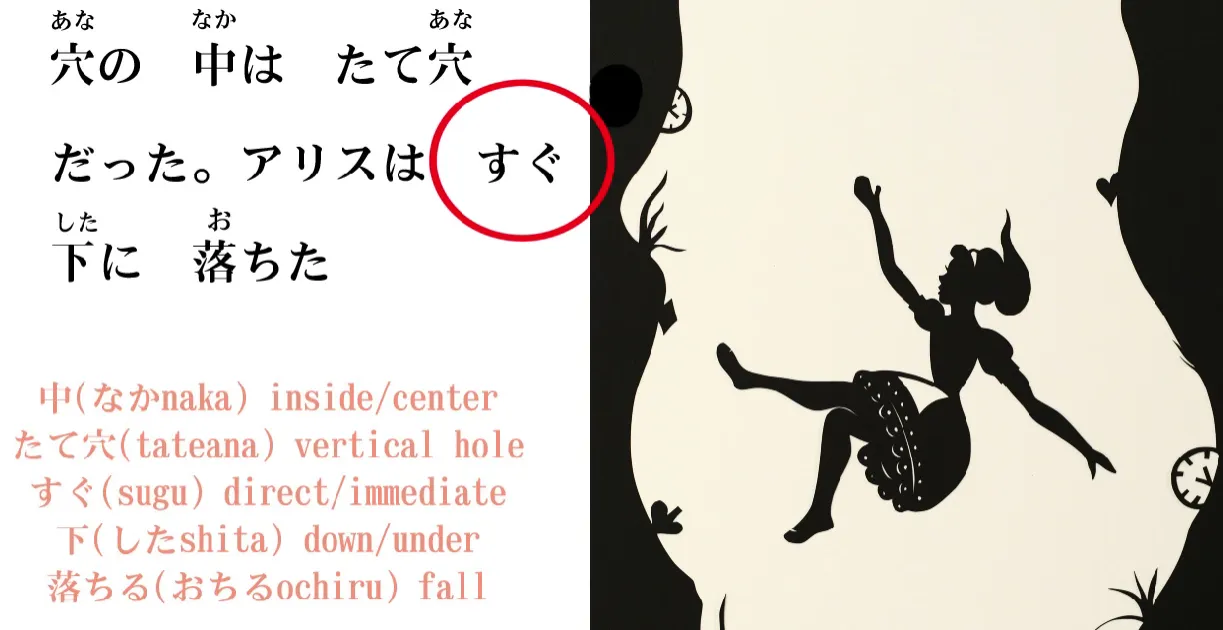 あな なか あな
穴の 中は たて穴
だった。アリスは すぐ
した お
下に 落ちた
中(なかnaka) inside/center
たて穴(tateana) vertical hole
すぐ(sugu) direct/immediate
下(したshita) down/under
落ちる(おちるochiru) fall